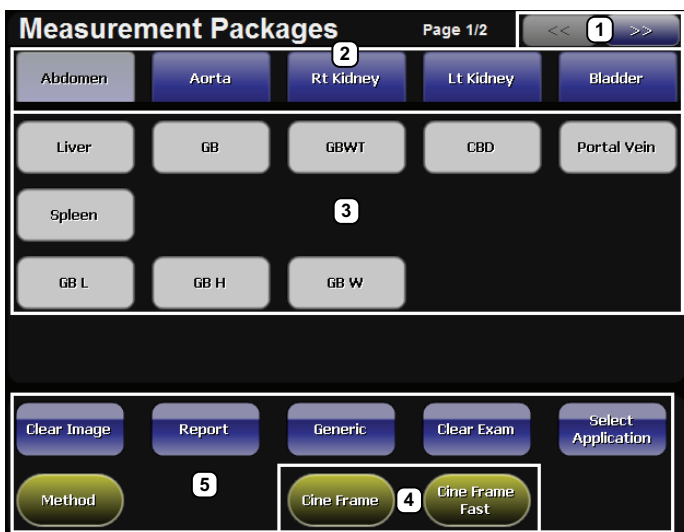 Measurement Packages Page 1/2 << 1 >>
2
Abdomen Aorta Rt Kidney Lt Kidney Bladder
Liver GB GBWT CBD Portal Vein
Spleen 3
GB L GB H GB W
Clear Image Report Generic Clear Exam Select Application
Method 5 Cine Frame 4 Cine Frame Fast